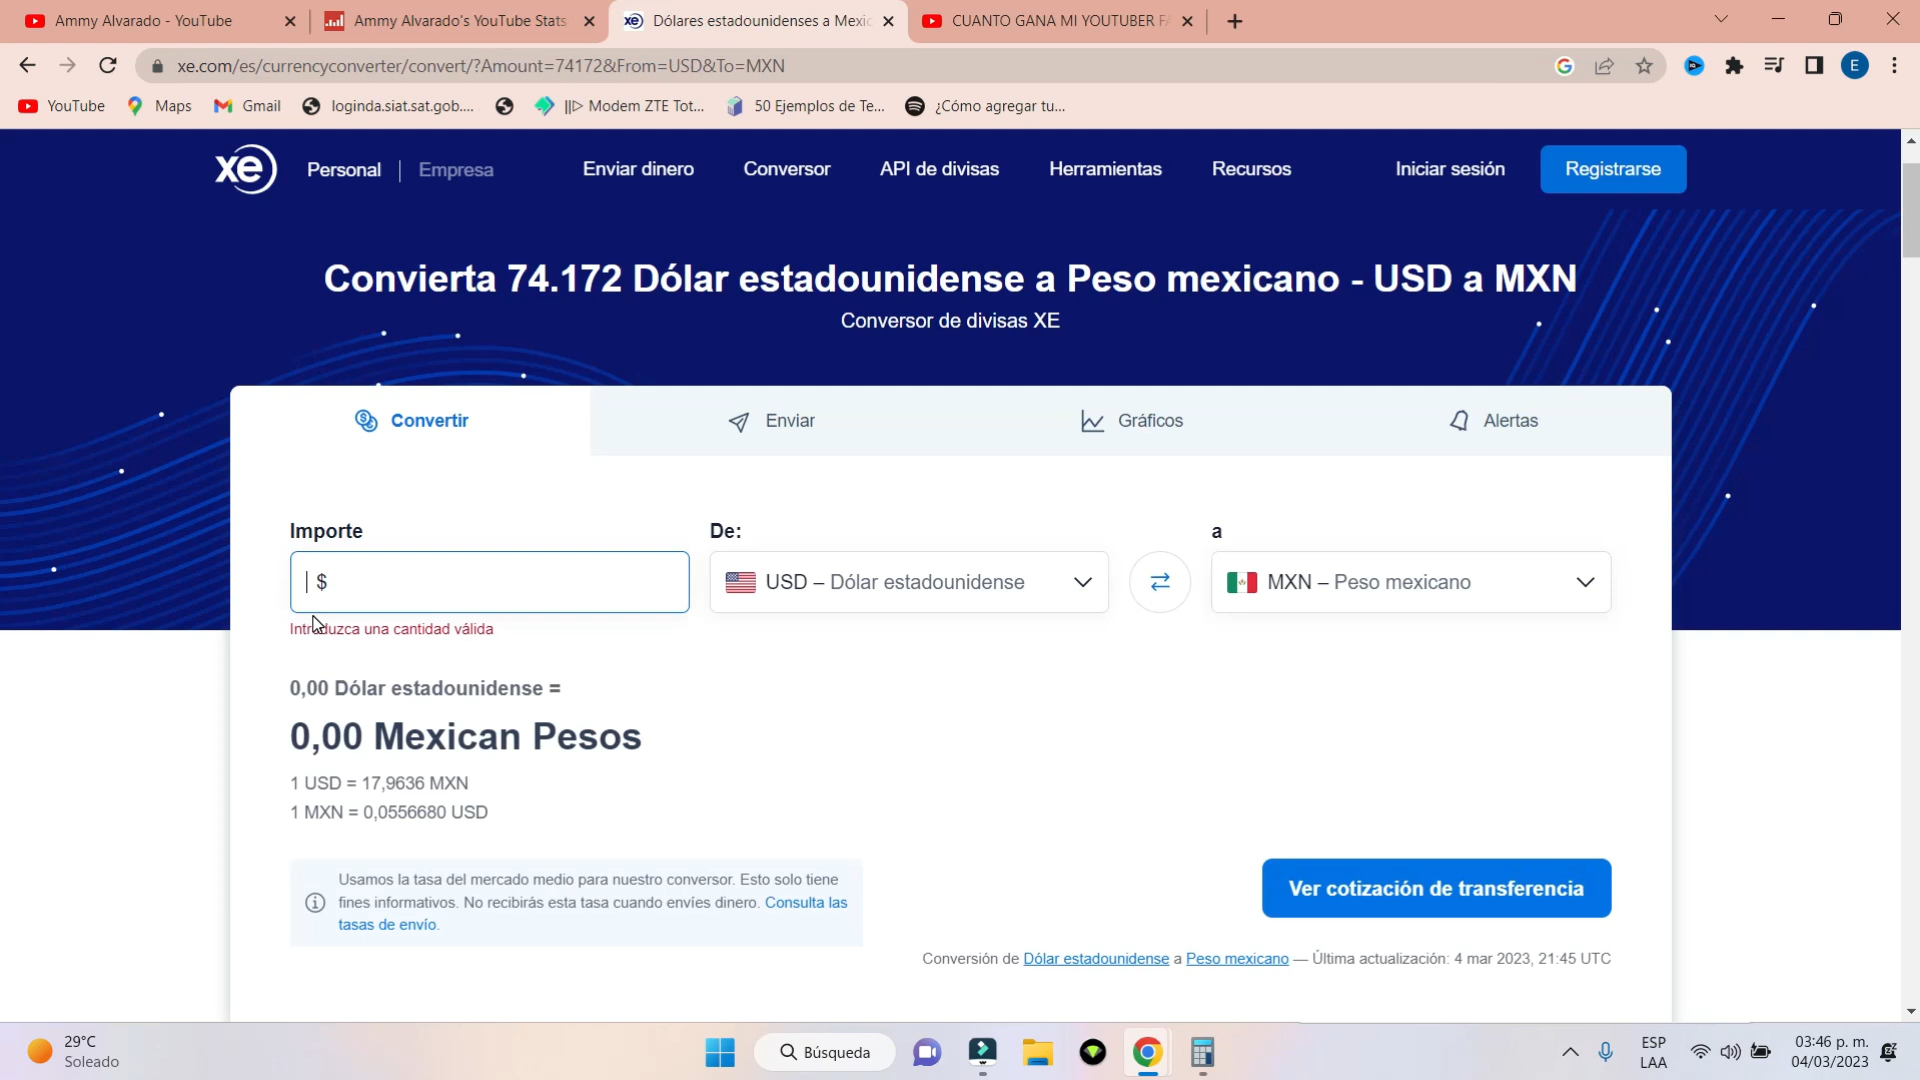 Ammy Alvarado - YouTube
Ammy Alvarado's YouTube Stats
xe Dólares estadounidenses a Mexic
CUANTO GANA MI YOUTUBER FA
xe.com/es/currencyconverter/convert/?Amount=74172&From=USD&To=MXN
E
YouTube
Maps
Gmail
loginda.siat.sat.gob....
||▷ Modem ZTE Tot...
50 Ejemplos de Te...
¿Cómo agregar tu...
xe
Personal | Empresa
Enviar dinero
Conversor
API de divisas
Herramientas
Recursos
Iniciar sesión
Registrarse
Convierta 74.172 Dólar estadounidense a Peso mexicano - USD a MXN
Conversor de divisas XE
Convertir
Enviar
Gráficos
Alertas
Importe
De:
a
$
USD – Dólar estadounidense
MXN – Peso mexicano
Introduzca una cantidad válida
0,00 Dólar estadounidense =
0,00 Mexican Pesos
1 USD = 17,9636 MXN
1 MXN = 0,0556680 USD
Usamos la tasa del mercado medio para nuestro conversor. Esto solo tiene
fines informativos. No recibirás esta tasa cuando envíes dinero. Consulta las
tasas de envío.
Ver cotización de transferencia
Conversión de Dólar estadounidense a Peso mexicano — Última actualización: 4 mar 2023, 21:45 UTC
29°C
Soleado
Búsqueda
ESP
LAA
03:46 p. m.
04/03/2023